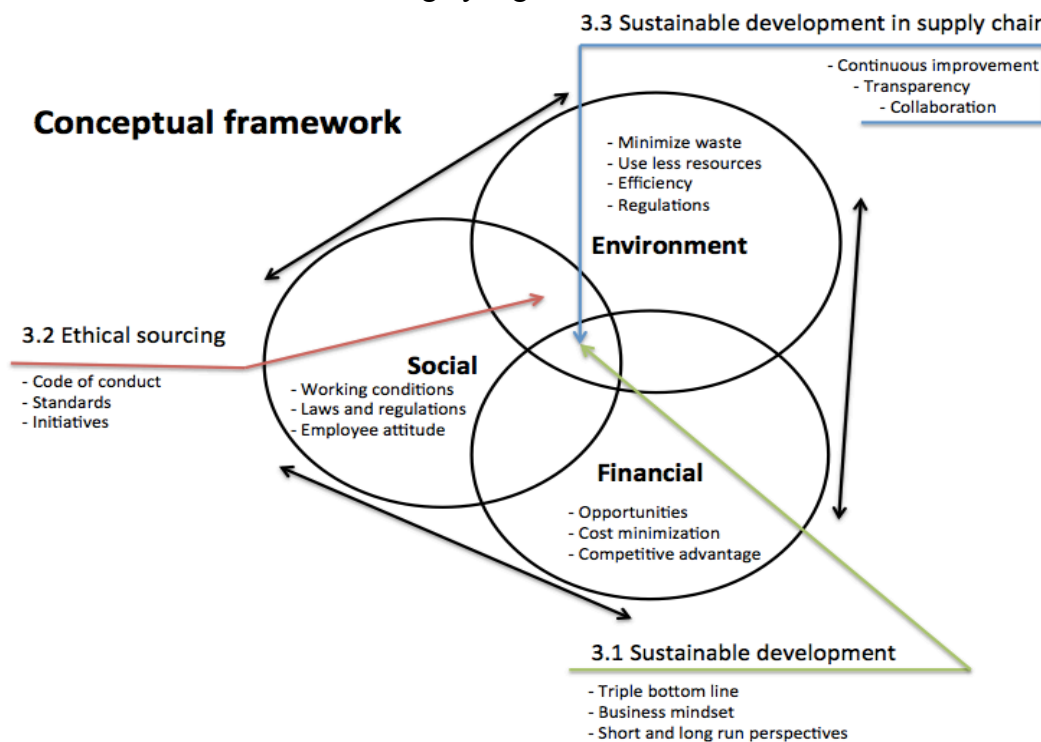 3.3 Sustainable development in supply chain
- Continuous improvement
- Transparency
- Collaboration
Conceptual framework
- Minimize waste
- Use less resources
- Efficiency
- Regulations
Environment
3.2 Ethical sourcing
- Code of conduct
- Standards
- Initiatives
Social
- Working conditions
- Laws and regulations
- Employee attitude
Financial
- Opportunities
- Cost minimization
- Competitive advantage
3.1 Sustainable development
- Triple bottom line
- Business mindset
- Short and long run perspectives